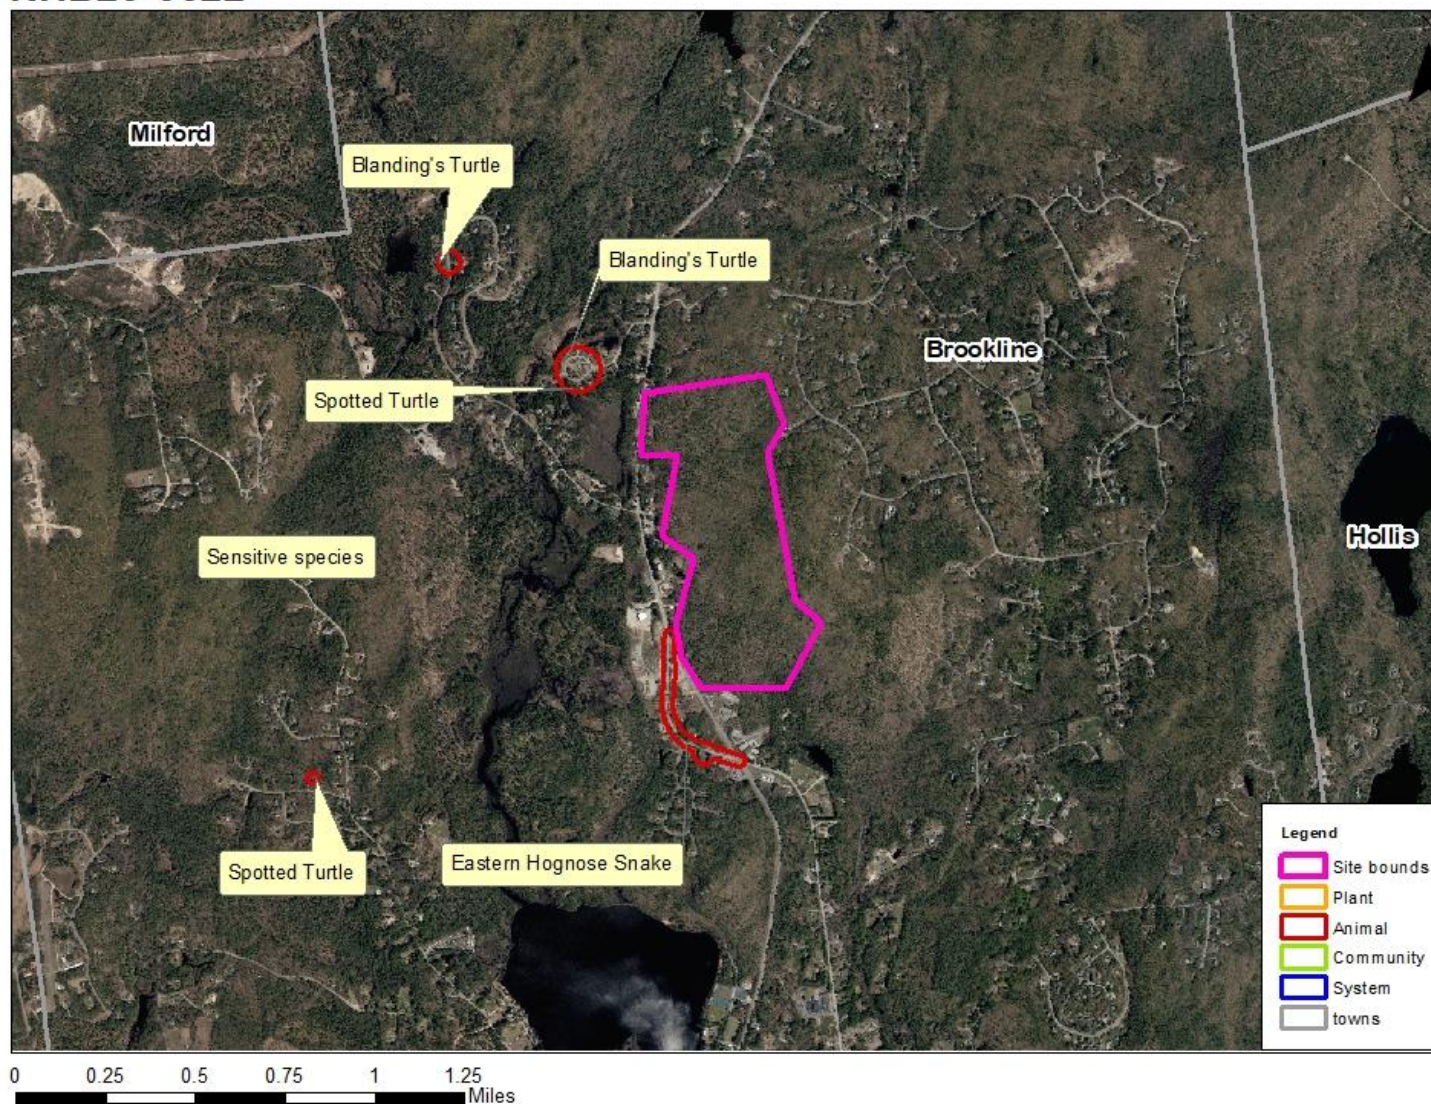 Milford
Blanding's Turtle
Blanding's Turtle
Brookline
Spotted Turtle
Hollis
Sensitive species
Spotted Turtle
Eastern Hognose Snake
Legend
Site bounds
Plant
Animal
Community
System
towns
0 0.25 0.5 0.75 1 1.25
Miles